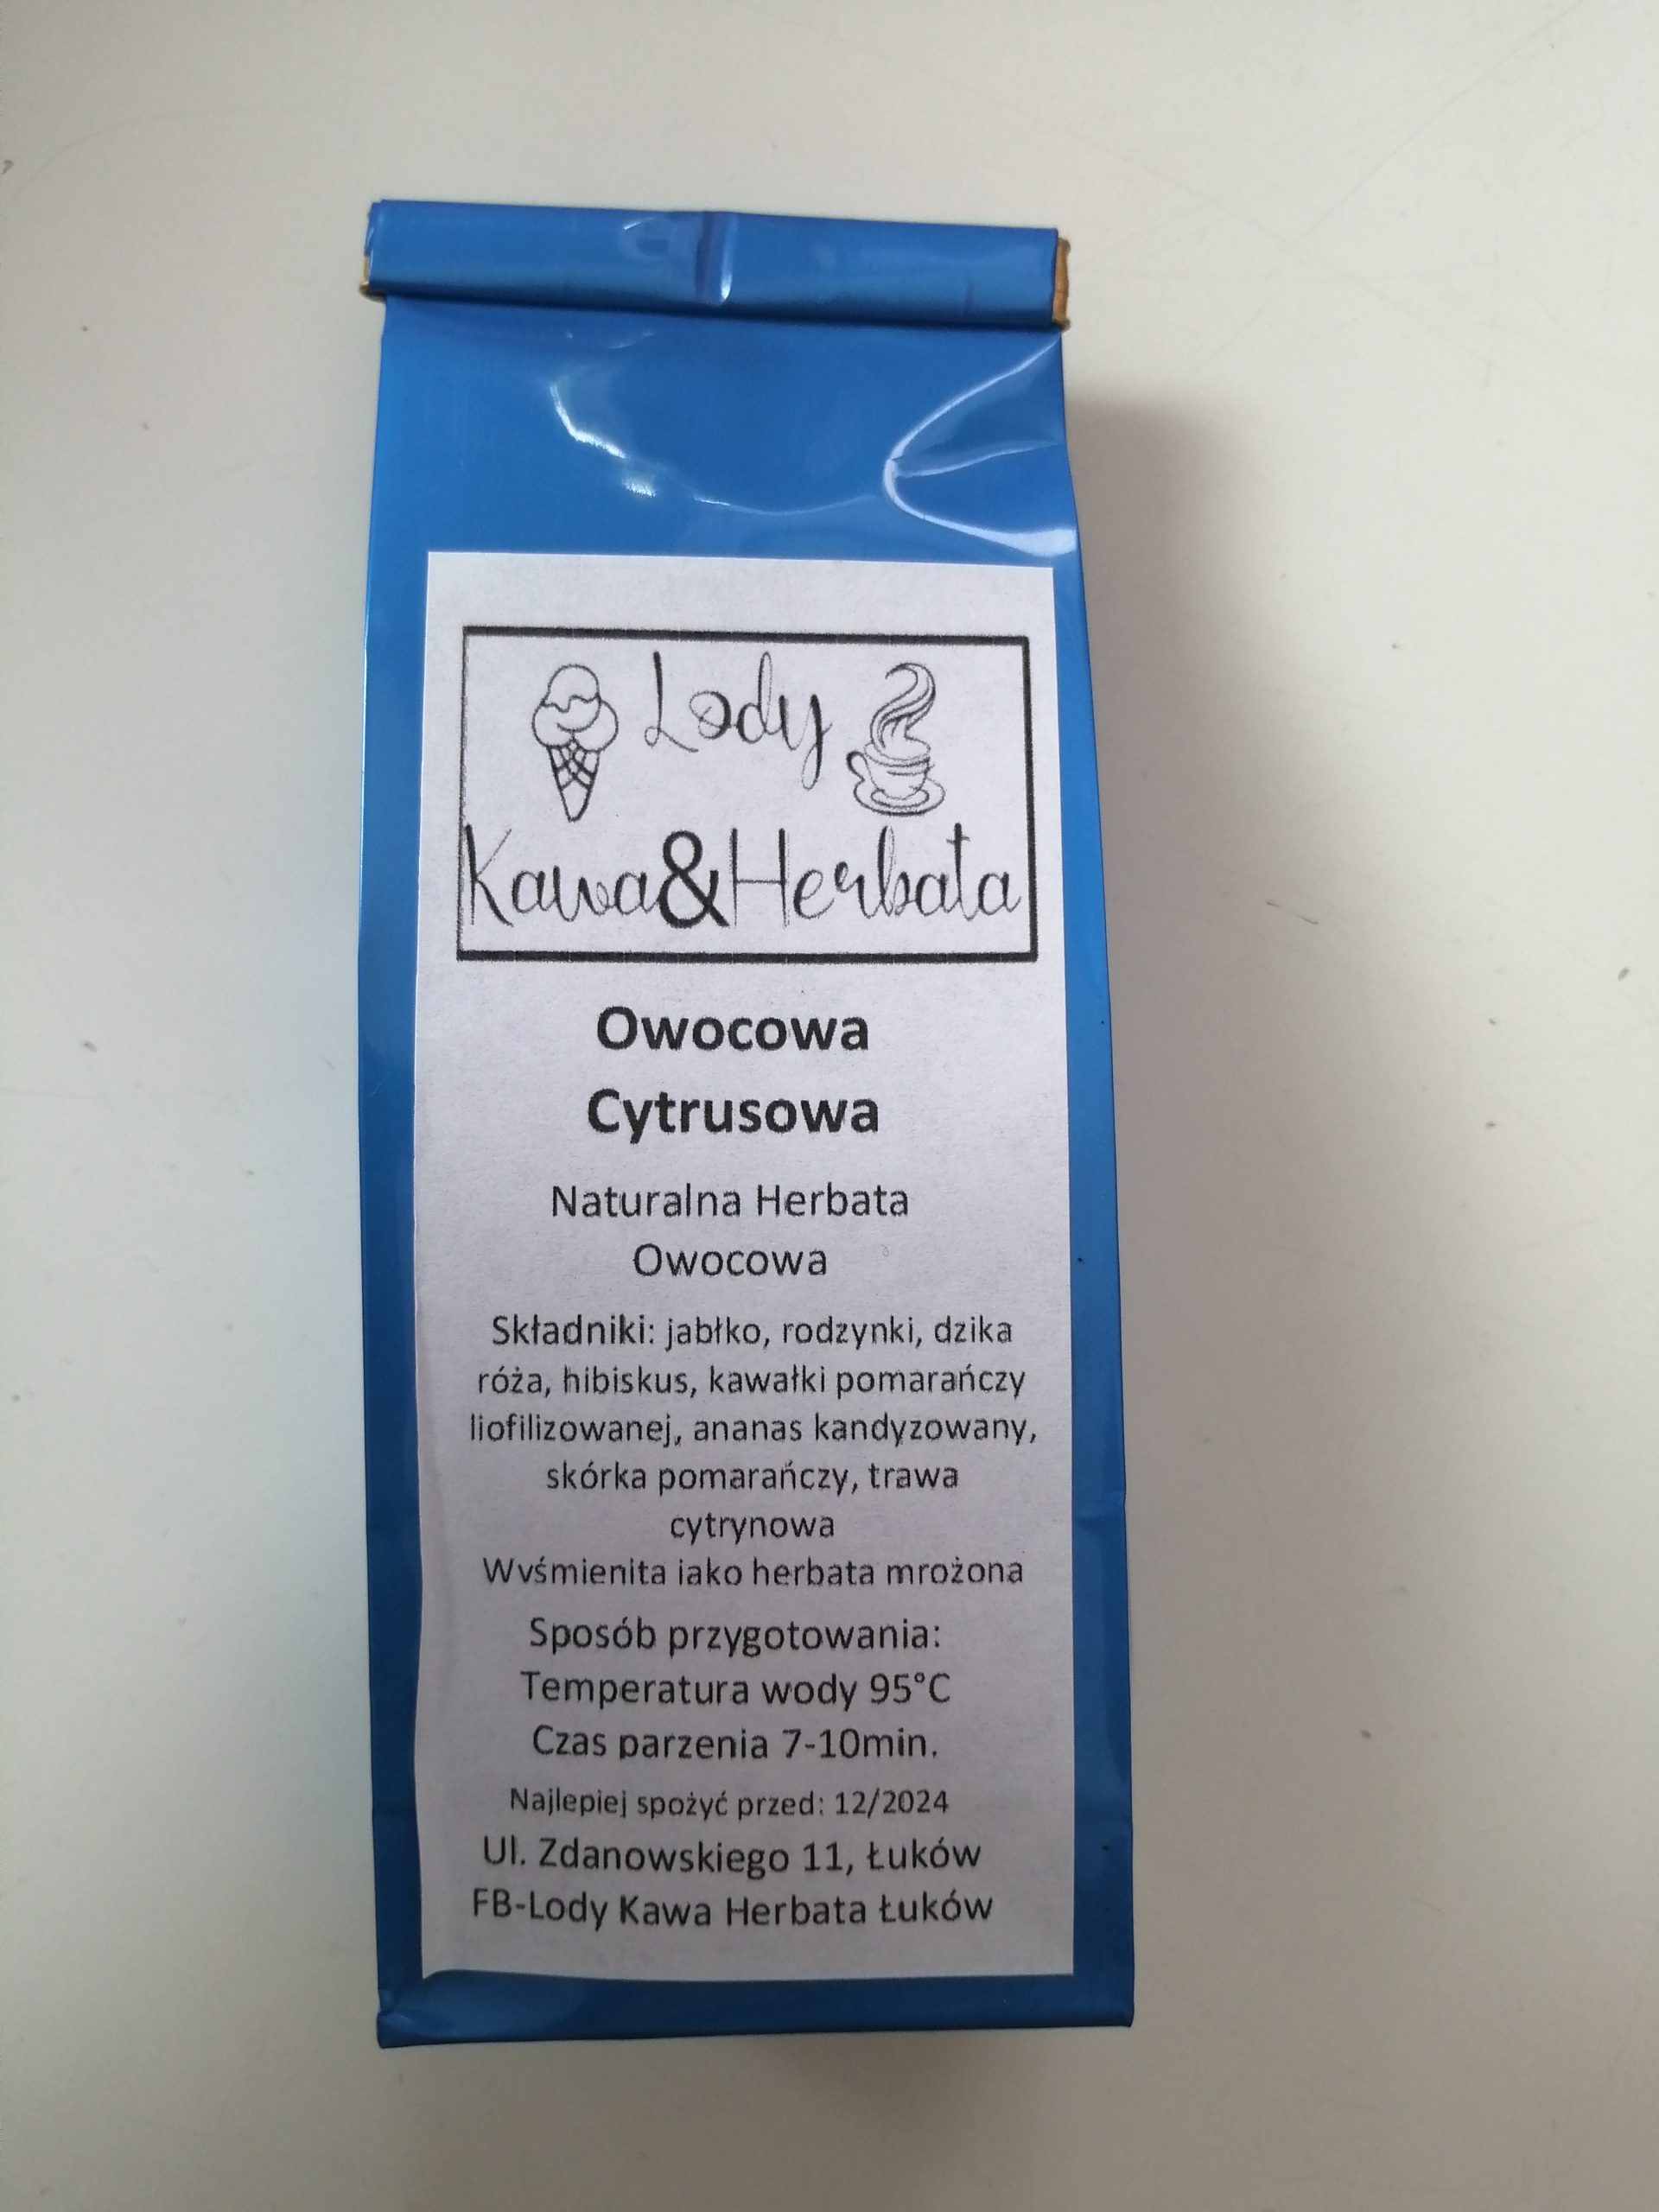 Lody
Kawa&Herbata
Owocowa
Cytrusowa
Naturalna Herbata
Owocowa
Składniki: jabłko, rodzynki, dzika
róża, hibiskus, kawałki pomarańczy
liofilizowanej, ananas kandyzowany,
skórka pomarańczy, trawa
cytrynowa
Wyśmienita jako herbata mrożona
Sposób przygotowania:
Temperatura wody 95°C
Czas parzenia 7-10min.
Najlepiej spożyć przed: 12/2024
Ul. Zdanowskiego 11, Łuków
FB-Lody Kawa Herbata Łuków